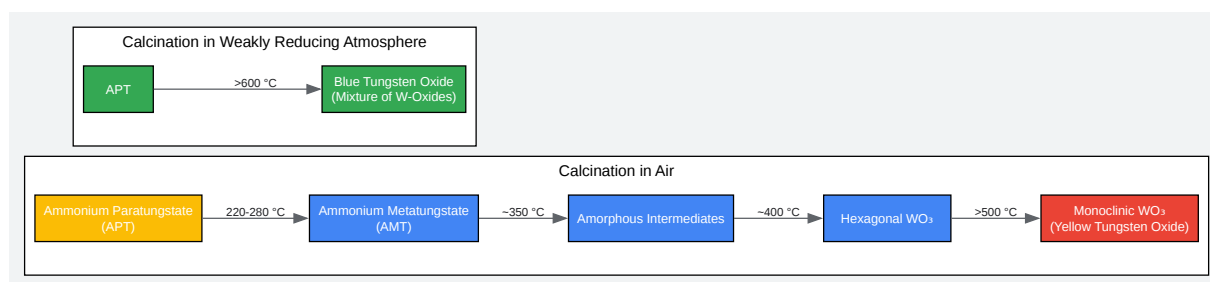 Calcination in Weakly Reducing Atmosphere
APT
>600 °C
Blue Tungsten Oxide
(Mixture of W-Oxides)
Calcination in Air
Ammonium Paratungstate
(APT)
220-280 °C
Ammonium Metatungstate
(AMT)
~350 °C
Amorphous Intermediates
~400 °C
Hexagonal WO₃
>500 °C
Monoclinic WO₃
(Yellow Tungsten Oxide)